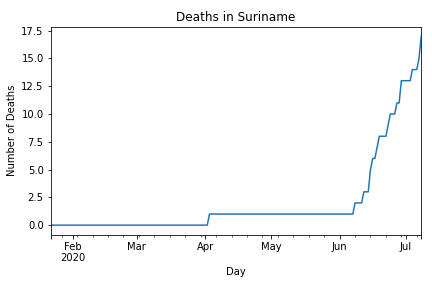 Deaths in Suriname
Number of Deaths
17.5
15.0
12.5
10.0
7.5
5.0
2.5
0.0
Feb
2020
Mar
Apr
May
Jun
Jul
Day